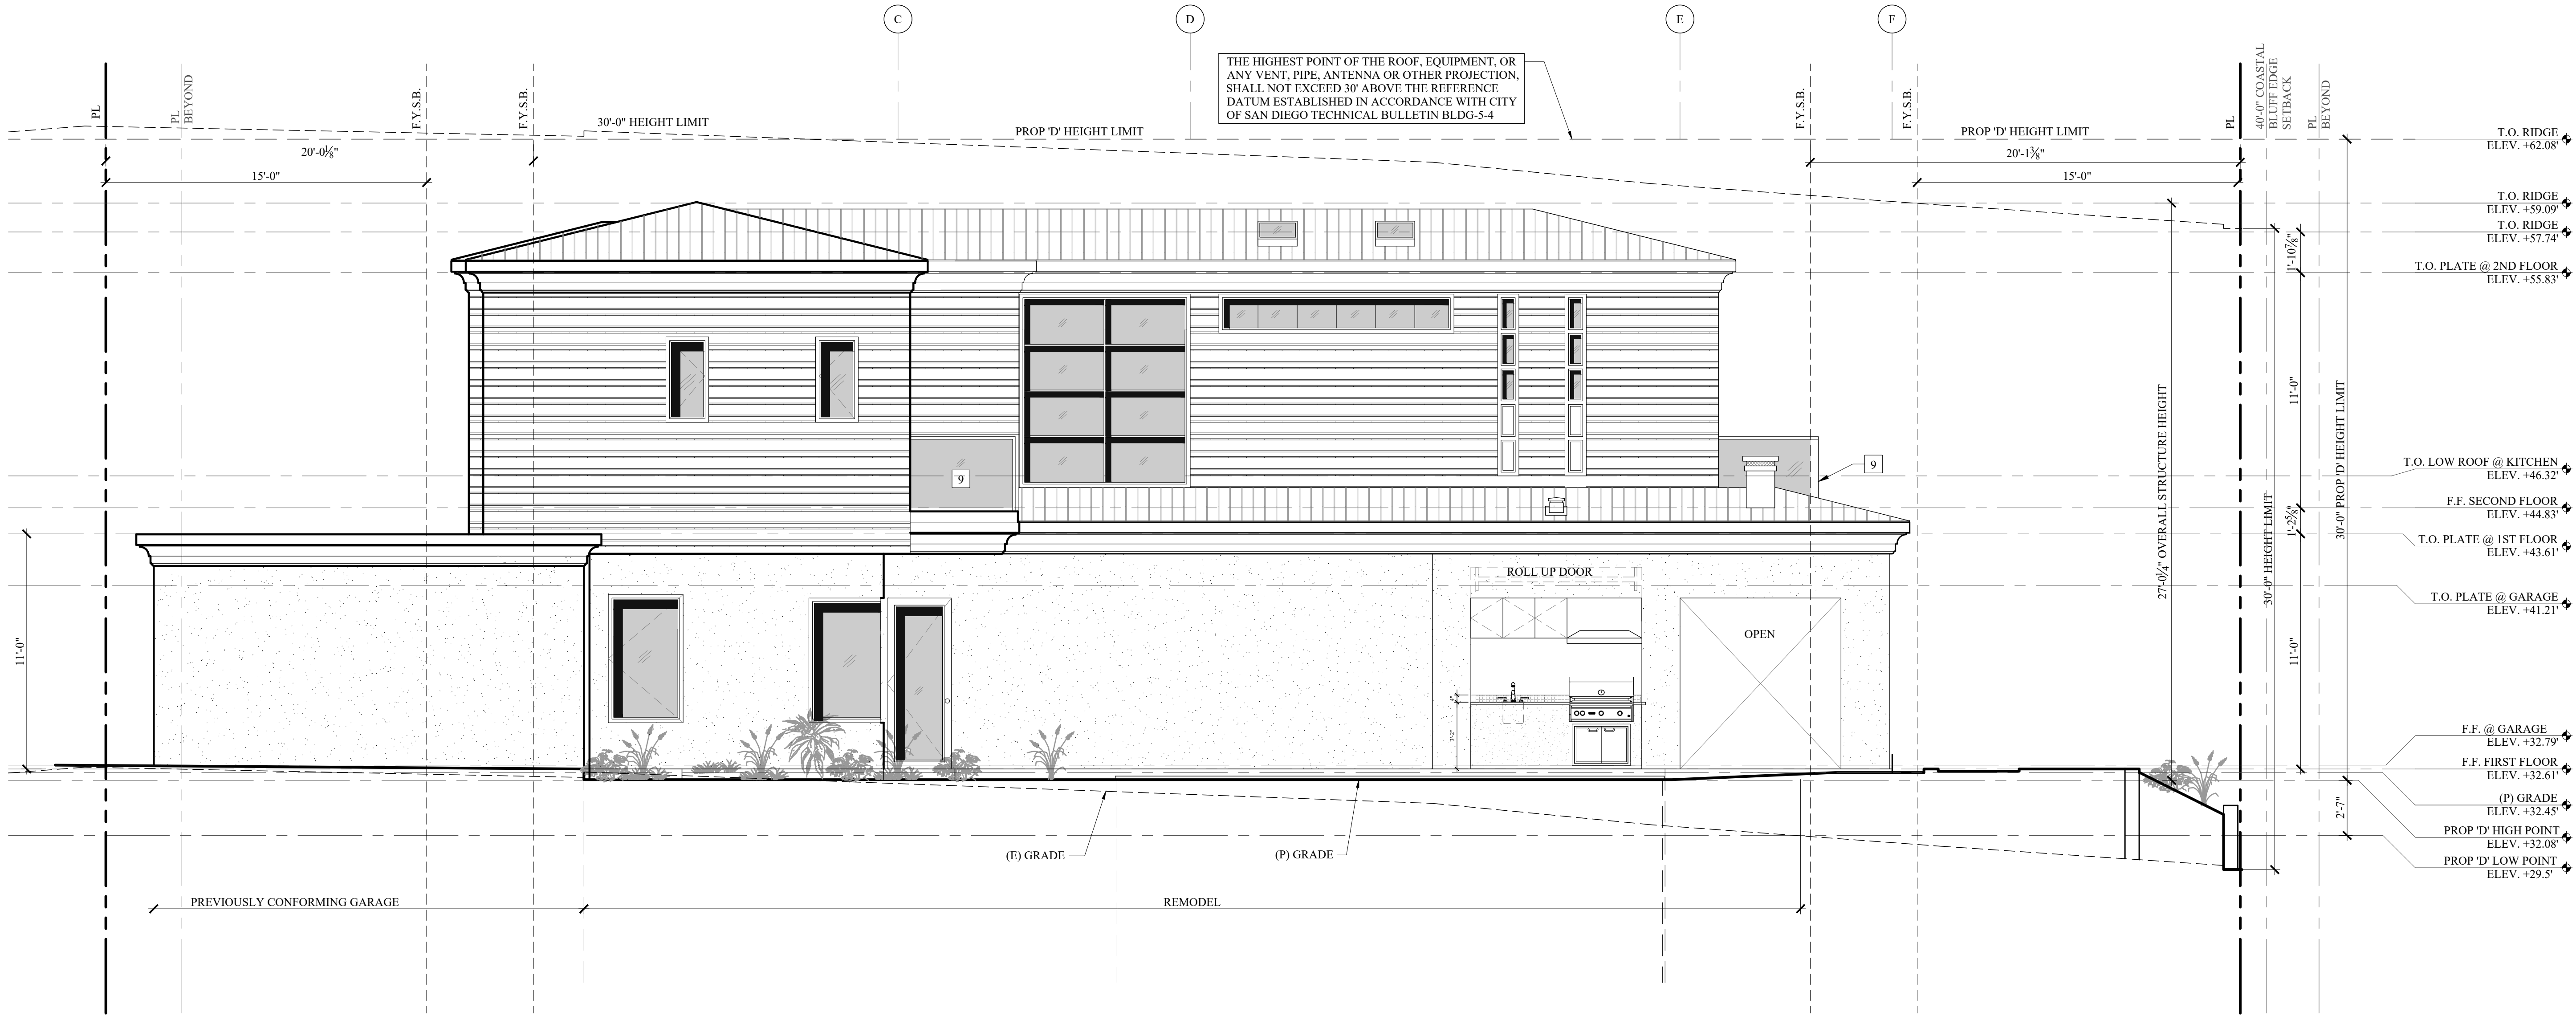 C
D
E
F
THE HIGHEST POINT OF THE ROOF, EQUIPMENT, OR
ANY VENT, PIPE, ANTENNA OR OTHER PROJECTION,
SHALL NOT EXCEED 30' ABOVE THE REFERENCE
DATUM ESTABLISHED IN ACCORDANCE WITH CITY
OF SAN DIEGO TECHNICAL BULLETIN BLDG-5-4
PL
PL
BEYOND
F.Y.S.B.
F.Y.S.B.
30'-0" HEIGHT LIMIT
PROP 'D' HEIGHT LIMIT
F.Y.S.B.
F.Y.S.B.
PROP 'D' HEIGHT LIMIT
PL
40'-0" COASTAL
BLUFF EDGE
SETBACK
PL
BEYOND
20'-0⅛"
15'-0"
20'-1⅜"
15'-0"
T.O. RIDGE
ELEV. +62.08'
T.O. RIDGE
ELEV. +59.09'
T.O. RIDGE
ELEV. +57.74'
1'-10⅞"
T.O. PLATE @ 2ND FLOOR
ELEV. +55.83'
11'-0"
27'-0¼" OVERALL STRUCTURE HEIGHT
30'-0" HEIGHT LIMIT
30'-0" PROP 'D' HEIGHT LIMIT
9
9
T.O. LOW ROOF @ KITCHEN
ELEV. +46.32'
F.F. SECOND FLOOR
ELEV. +44.83'
1'-2⅝"
T.O. PLATE @ 1ST FLOOR
ELEV. +43.61'
ROLL UP DOOR
T.O. PLATE @ GARAGE
ELEV. +41.21'
OPEN
11'-0"
11'-0"
3'-2"
F.F. @ GARAGE
ELEV. +32.79'
F.F. FIRST FLOOR
ELEV. +32.61'
(P) GRADE
ELEV. +32.45'
2'-7"
PROP 'D' HIGH POINT
ELEV. +32.08'
PROP 'D' LOW POINT
ELEV. +29.5'
(E) GRADE
(P) GRADE
PREVIOUSLY CONFORMING GARAGE
REMODEL